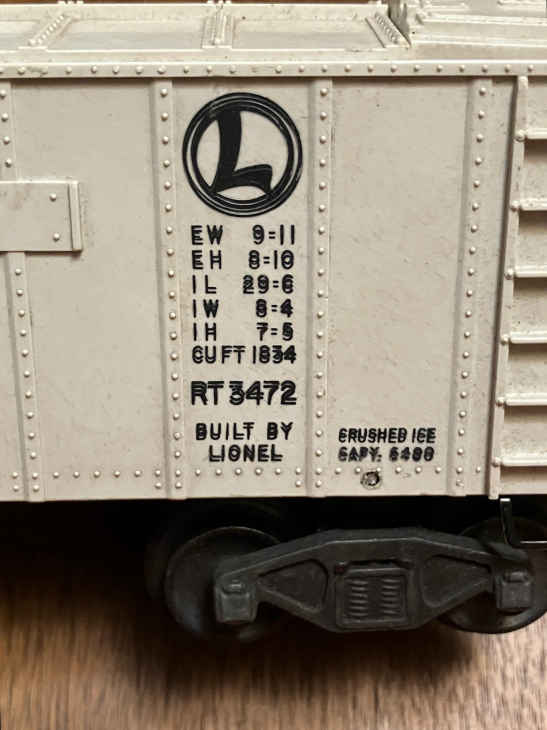 L
EW 9=11
EH 8=10
IL 29=6
IW 8=4
IH 7=5
CU FT 1834
RT 3472
BUILT BY
LIONEL
CRUSHED ICE
CAPY.